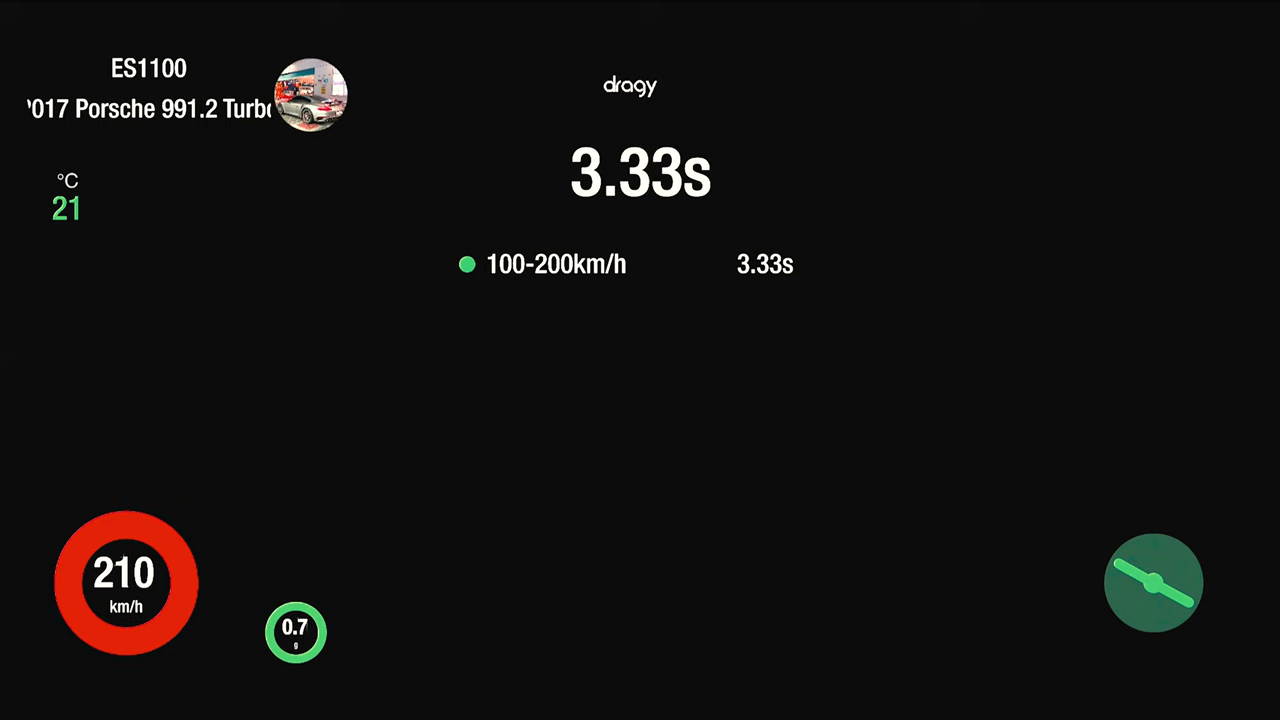 ES1100
'017 Porsche 991.2 Turbo
dragy
3.33s
°C
21
100-200km/h 3.33s
210
km/h
0.7
g